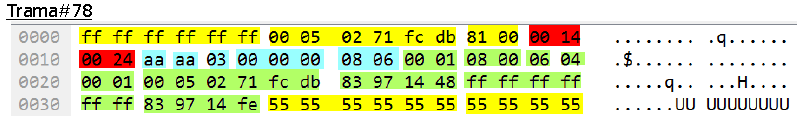 Trama#78
0000 ff ff ff ff ff ff 00 05 02 71 fc db 81 00 00 14 ........ .q......
0010 00 24 aa aa 03 00 00 00 08 06 00 01 08 00 06 04 .$...... ........
0020 00 01 00 05 02 71 fc db 83 97 14 48 ff ff ff ff .....q.. ...H....
0030 ff ff 83 97 14 fe 55 55 55 55 55 55 55 55 55 55 ......UU UUUUUUUU